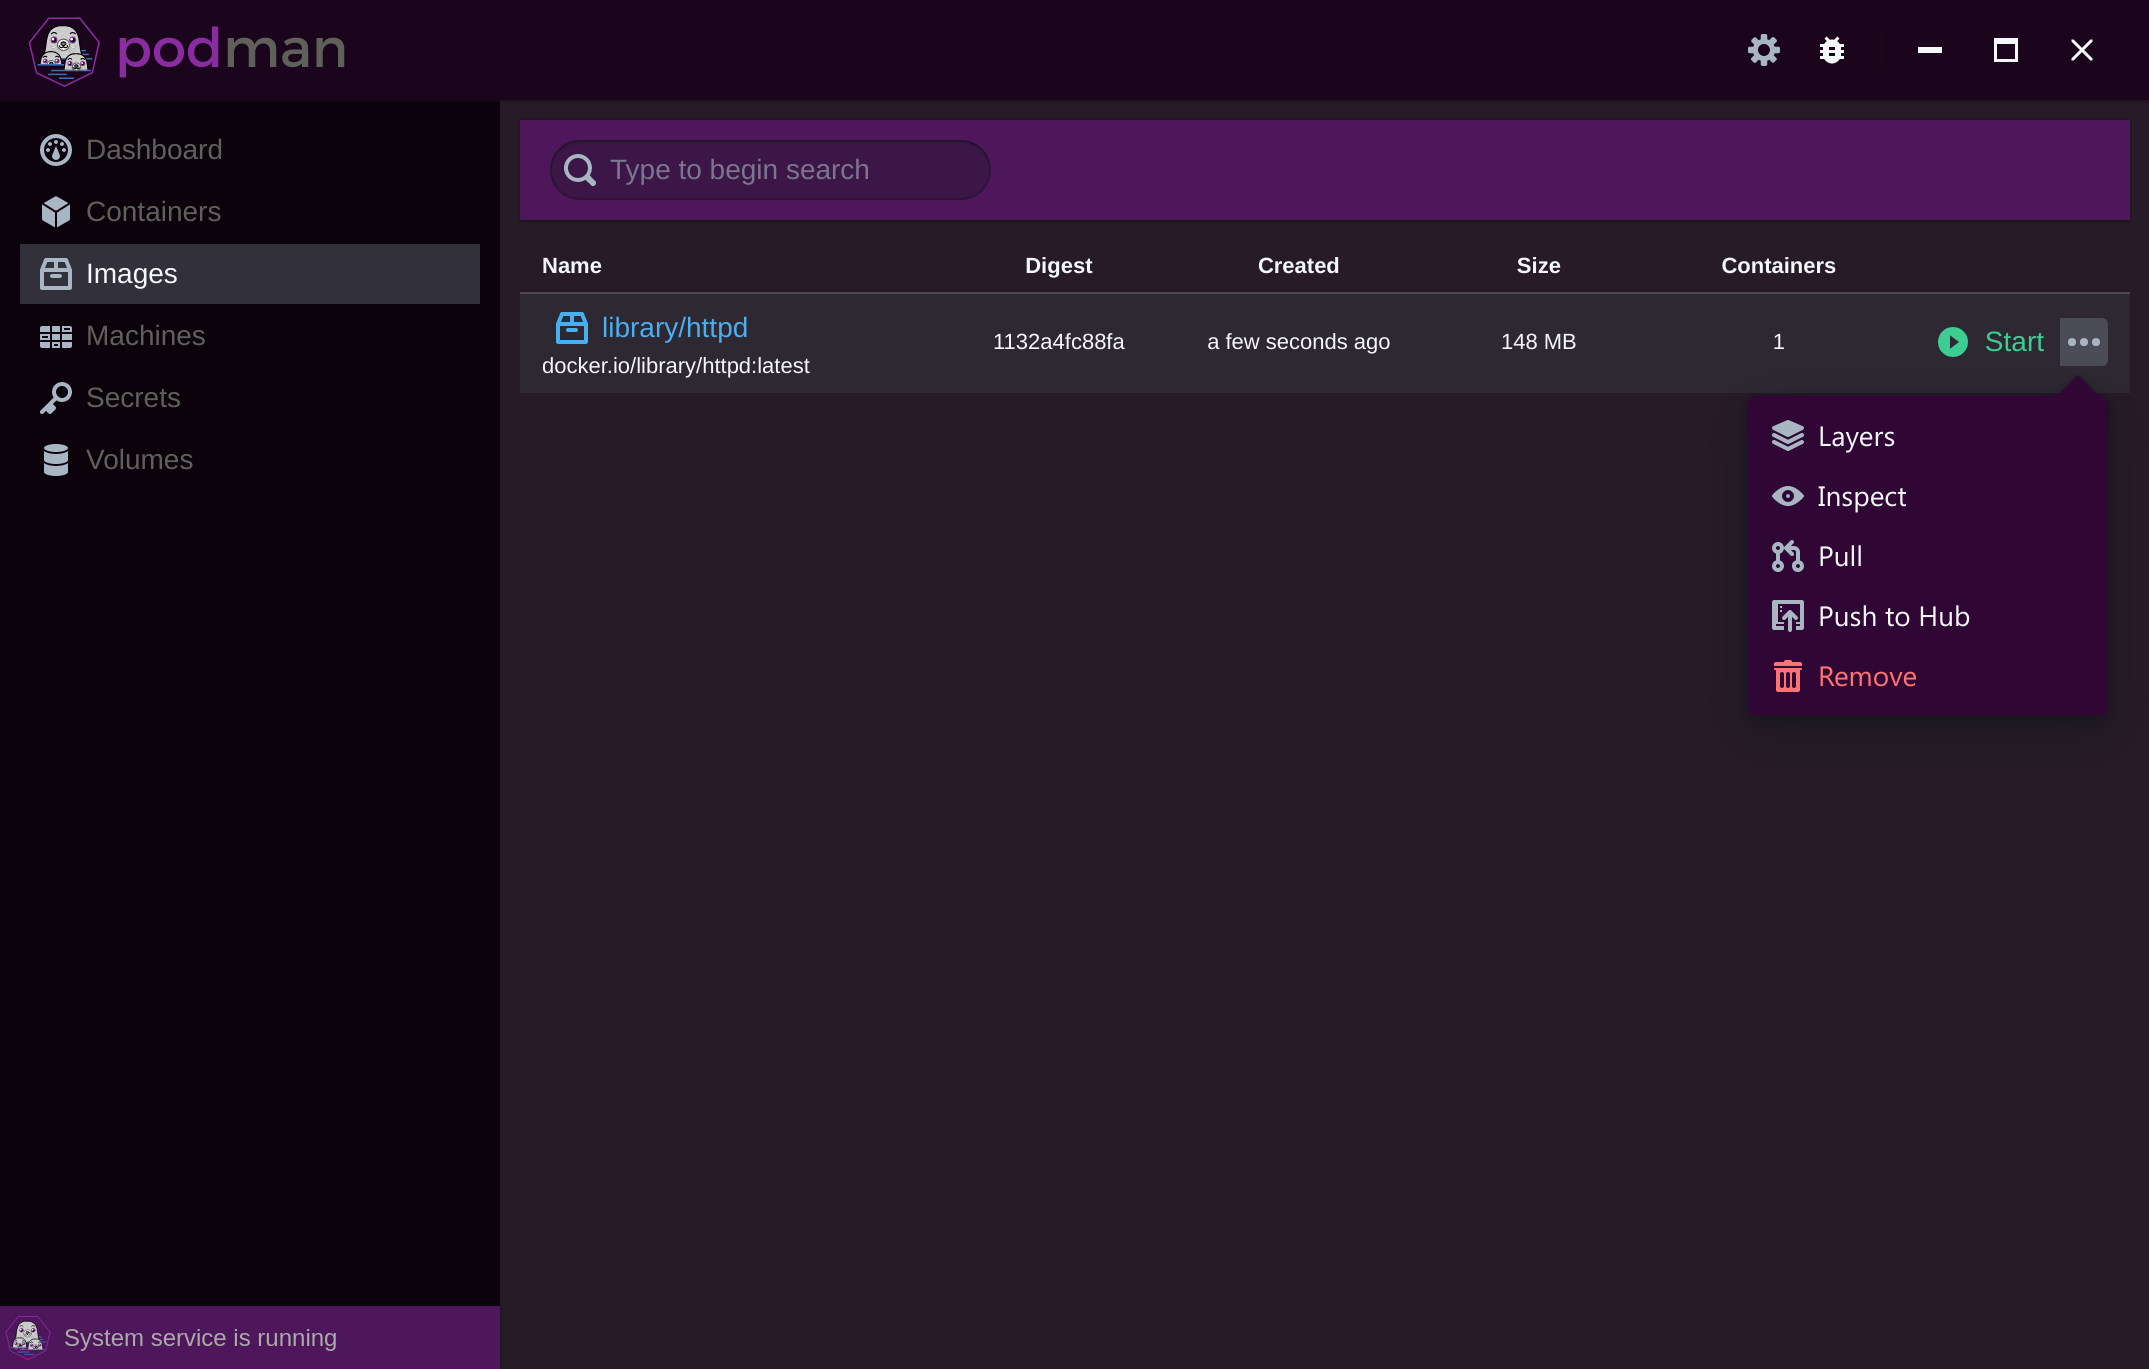 podman
Dashboard
Containers
Images
Machines
Secrets
Volumes
System service is running
Type to begin search
Name Digest Created Size Containers
library/httpd
docker.io/library/httpd:latest
1132a4fc88fa a few seconds ago 148 MB 1 Start
Layers
Inspect
Pull
Push to Hub
Remove